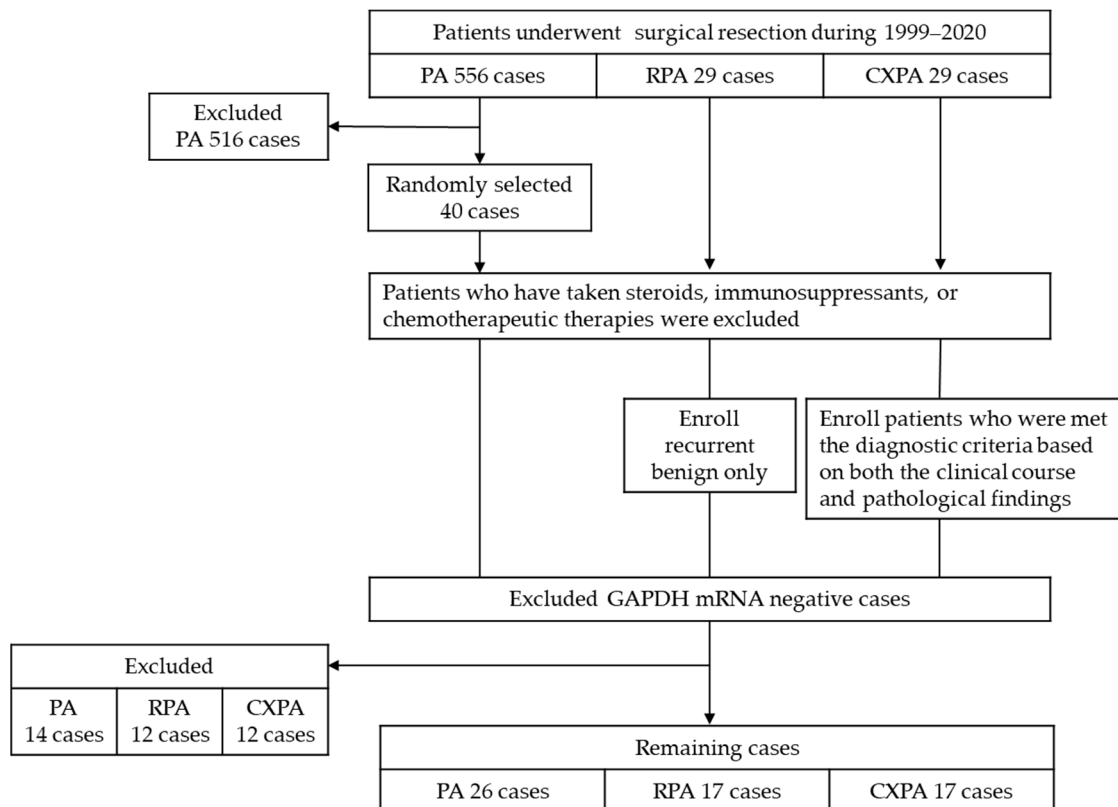 Patients underwent surgical resection during 1999–2020
PA 556 cases
RPA 29 cases
CXPA 29 cases
Excluded
PA 516 cases
Randomly selected
40 cases
Patients who have taken steroids, immunosuppressants, or
chemotherapeutic therapies were excluded
Enroll
recurrent
benign only
Enroll patients who were met
the diagnostic criteria based
on both the clinical course
and pathological findings
Excluded GAPDH mRNA negative cases
Excluded
PA
14 cases
RPA
12 cases
CXPA
12 cases
Remaining cases
PA 26 cases
RPA 17 cases
CXPA 17 cases